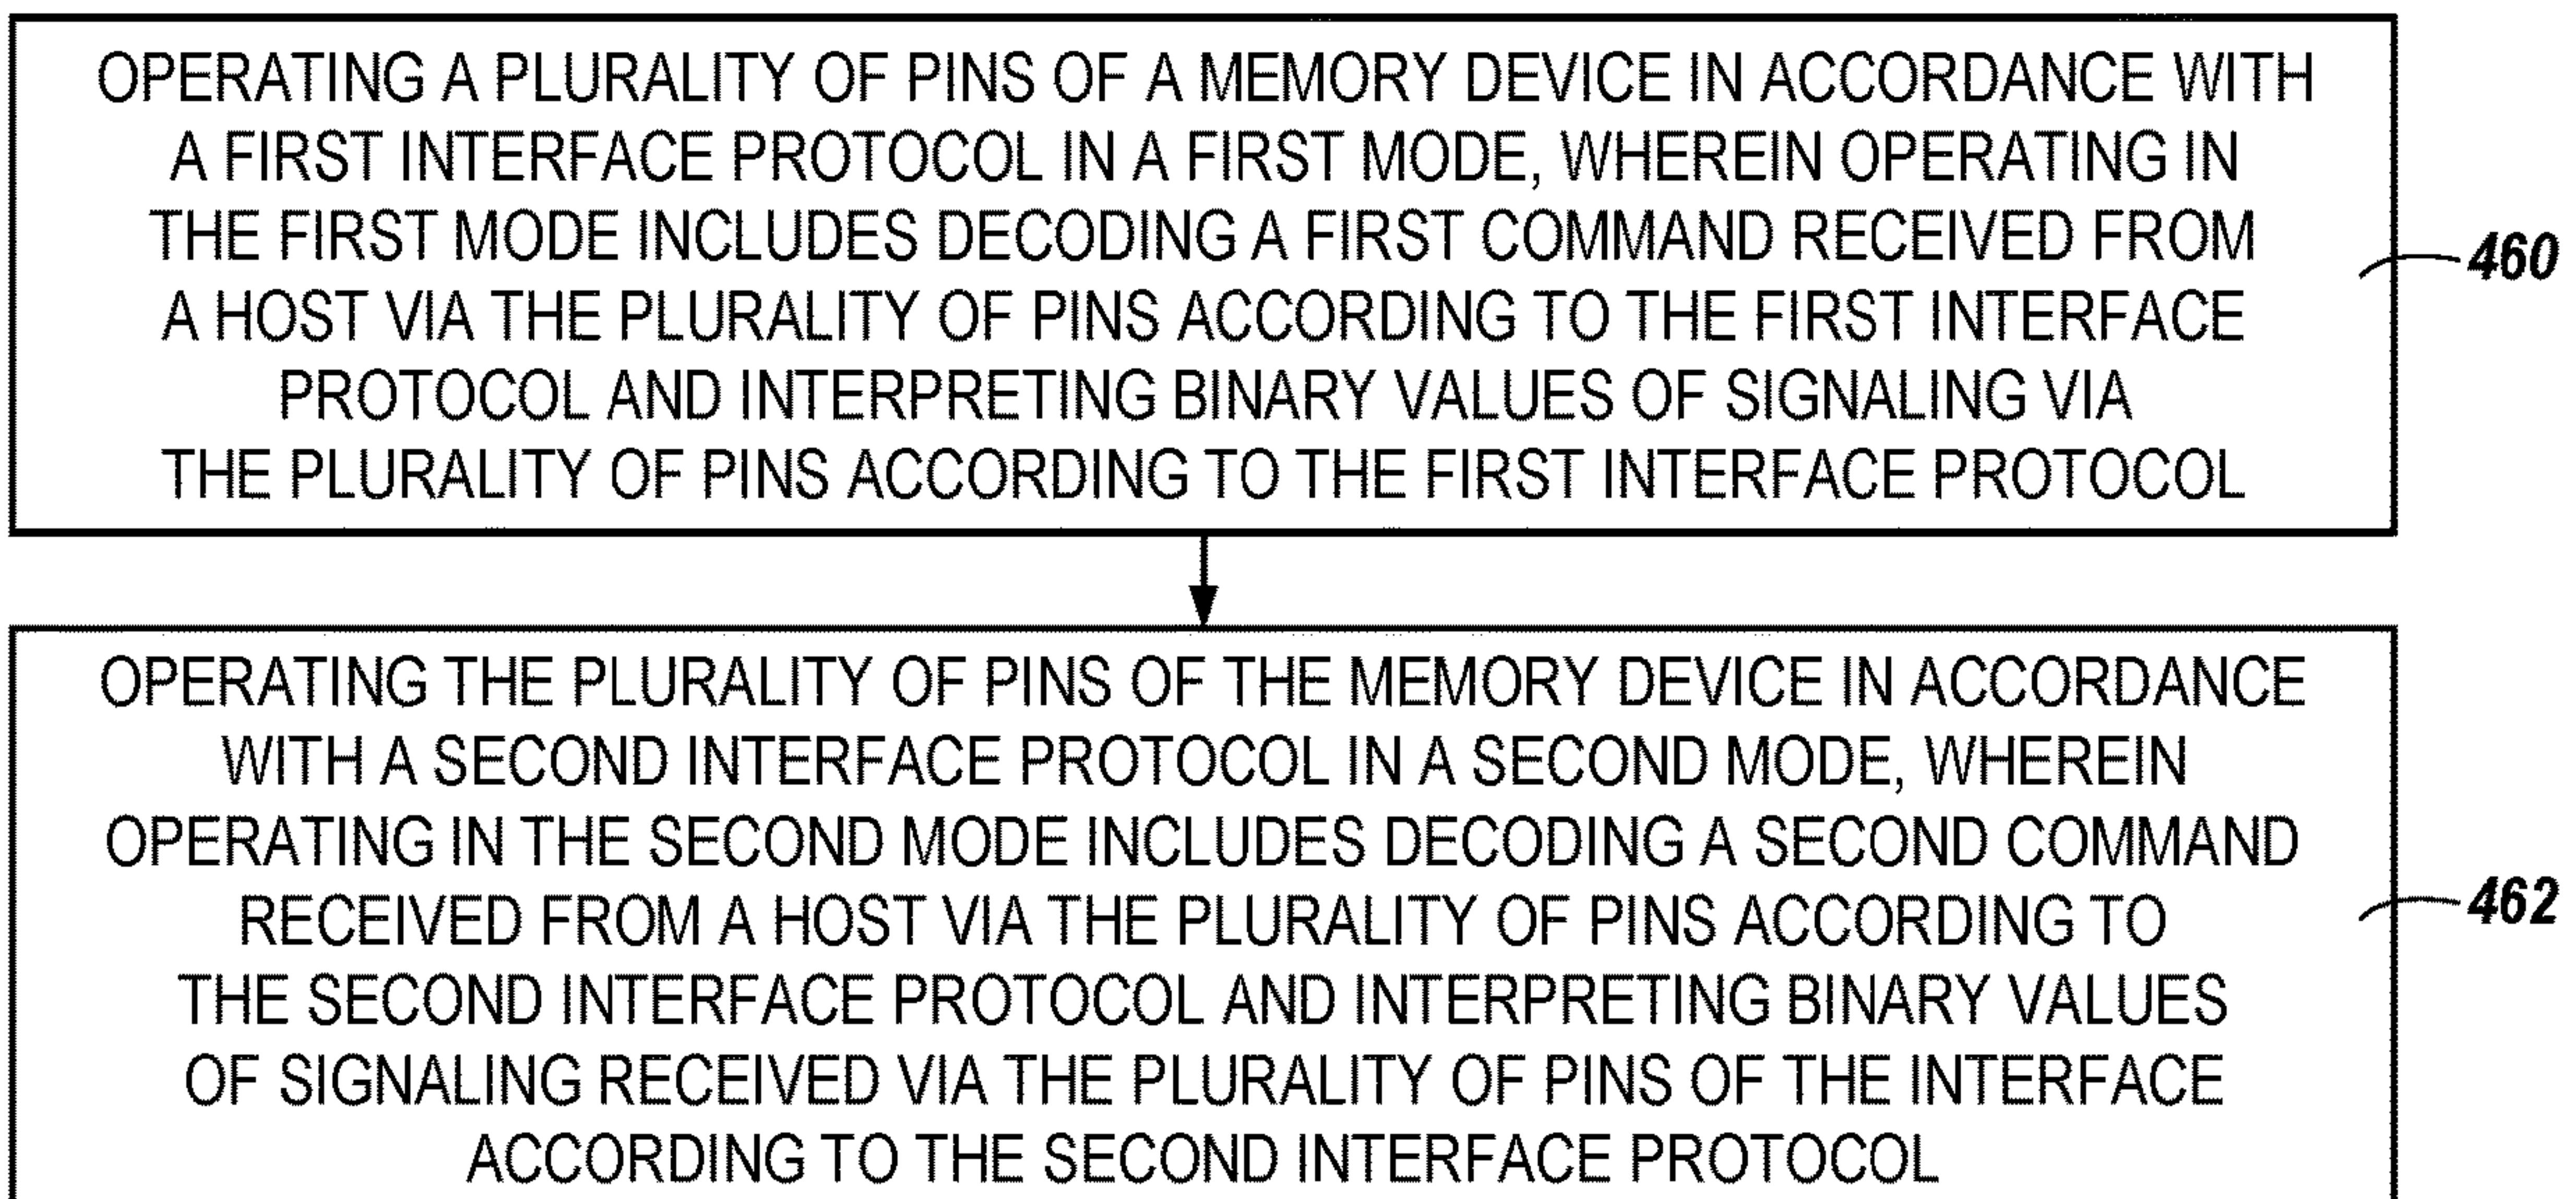 OPERATING A PLURALITY OF PINS OF A MEMORY DEVICE IN ACCORDANCE WITH
A FIRST INTERFACE PROTOCOL IN A FIRST MODE, WHEREIN OPERATING IN
THE FIRST MODE INCLUDES DECODING A FIRST COMMAND RECEIVED FROM
A HOST VIA THE PLURALITY OF PINS ACCORDING TO THE FIRST INTERFACE
PROTOCOL AND INTERPRETING BINARY VALUES OF SIGNALING VIA
THE PLURALITY OF PINS ACCORDING TO THE FIRST INTERFACE PROTOCOL
460
OPERATING THE PLURALITY OF PINS OF THE MEMORY DEVICE IN ACCORDANCE
WITH A SECOND INTERFACE PROTOCOL IN A SECOND MODE, WHEREIN
OPERATING IN THE SECOND MODE INCLUDES DECODING A SECOND COMMAND
RECEIVED FROM A HOST VIA THE PLURALITY OF PINS ACCORDING TO
THE SECOND INTERFACE PROTOCOL AND INTERPRETING BINARY VALUES
OF SIGNALING RECEIVED VIA THE PLURALITY OF PINS OF THE INTERFACE
ACCORDING TO THE SECOND INTERFACE PROTOCOL
462